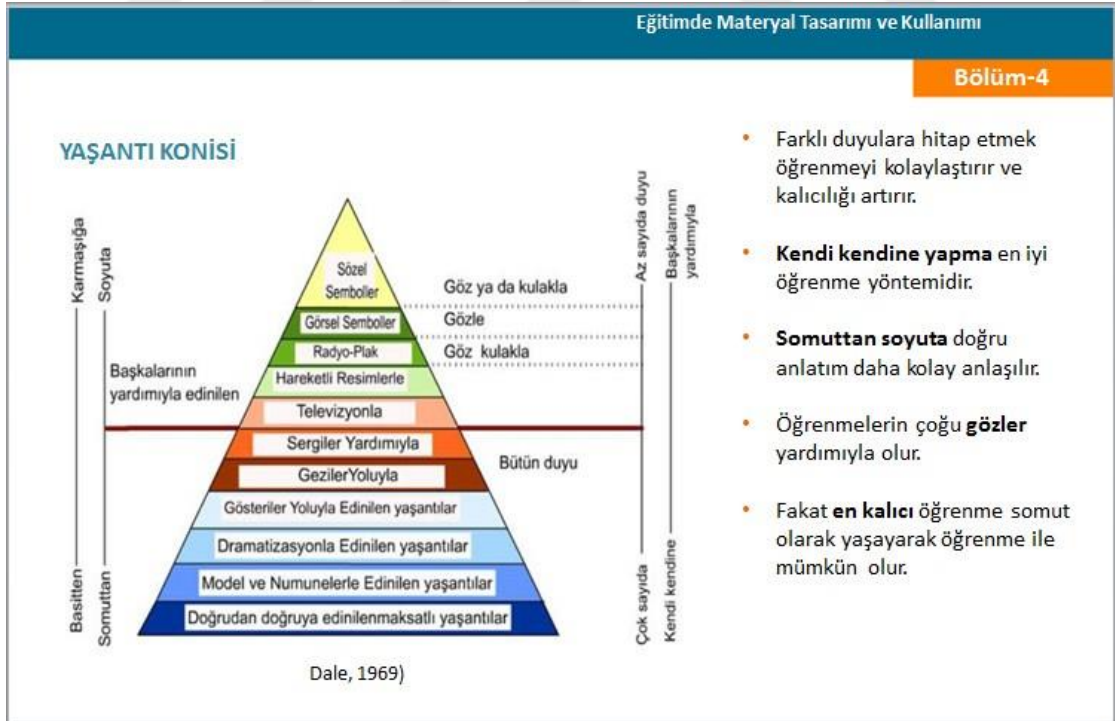 Eğitimde Materyal Tasarımı ve Kullanımı
Bölüm-4
YAŞANTI KONİSİ
Karmaşığa
Soyuta
Basitten
Somuttan
Başkalarının
yardımıyla edinilen
Sözel
Semboller
Görsel Semboller
Radyo-Plak
Hareketli Resimlerle
Televizyonla
Sergiler Yardımıyla
GezilerYoluyla
Gösteriler Yoluyla Edinilen yaşantılar
Dramatizasyonla Edinilen yaşantılar
Model ve Numunelerle Edinilen yaşantılar
Doğrudan doğruya edinilenmaksatlı yaşantılar
Göz ya da kulakla
Gözle
Göz kulakla
Bütün duyu
Az sayıda duyu
Başkalarının
yardımıyla
Çok sayıda
Kendi kendine
Dale, 1969)
• Farklı duyulara hitap etmek
öğrenmeyi kolaylaştırır ve
kalıcılığı artırır.
• Kendi kendine yapma en iyi
öğrenme yöntemidir.
• Somuttan soyuta doğru
anlatım daha kolay anlaşılır.
• Öğrenmelerin çoğu gözler
yardımıyla olur.
• Fakat en kalıcı öğrenme somut
olarak yaşayarak öğrenme ile
mümkün olur.